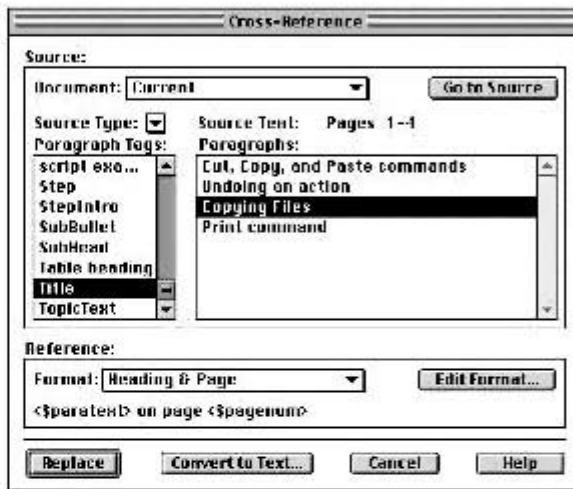 Cross-Reference
Source:
Document: Current
Go to Source
Source Type:
Source Text: Pages 1-4
Paragraph Tags:
Paragraphs:
script exa...
Step
StepIntro
SubBullet
SubHead
Table heading
Title
TopicText
Cut, Copy, and Paste commands
Undoing an action
Copying Files
Print command
Reference:
Format: Heading & Page
Edit Format...
<$paratext> on page <$pagenum>
Replace
Convert to Text...
Cancel
Help